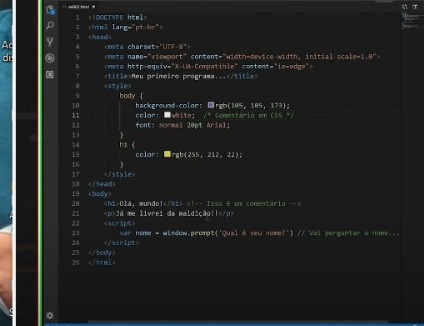 ex002.html
1 <!DOCTYPE html>
2 <html lang="pt-br">
3 <head>
4 <meta charset="UTF-8">
5 <meta name="viewport" content="width=device-width, initial-scale=1.0">
6 <meta http-equiv="X-UA-Compatible" content="ie=edge">
7 <title>Meu primeiro programa...</title>
8 <style>
9 body {
10 background-color: rgb(105, 105, 173);
11 color: white; /* Comentário em CSS */
12 font: normal 20pt Arial;
13 }
14 h1 {
15 color: rgb(255, 212, 22);
16 }
17 </style>
18 </head>
19 <body>
20 <h1>Olá, mundo!</h1> <!-- Isso é um comentário -->
21 <p>Já me livrei da maldição!!</p>
22 <script>
23 var nome = window.prompt('Qual é seu nome?') // Vai perguntar o nome...
24 </script>
25 </body>
26 </html>